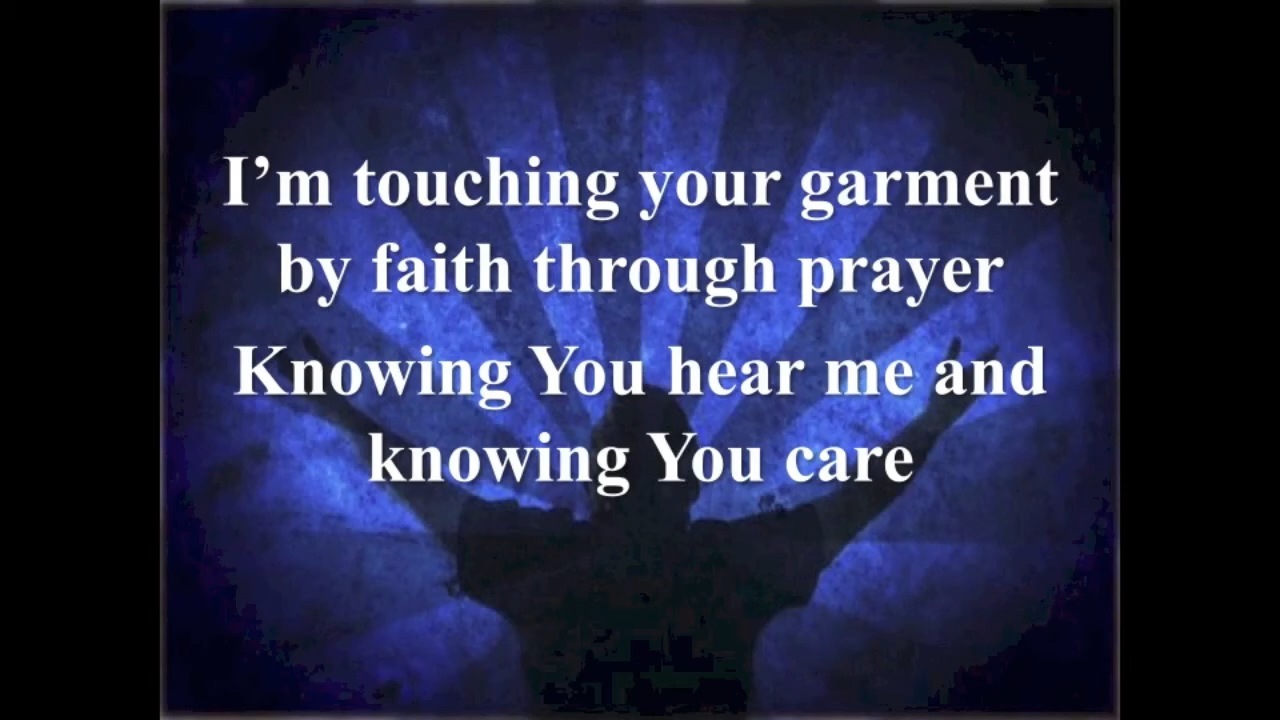 I’m touching your garment
by faith through prayer
Knowing You hear me and
knowing You care